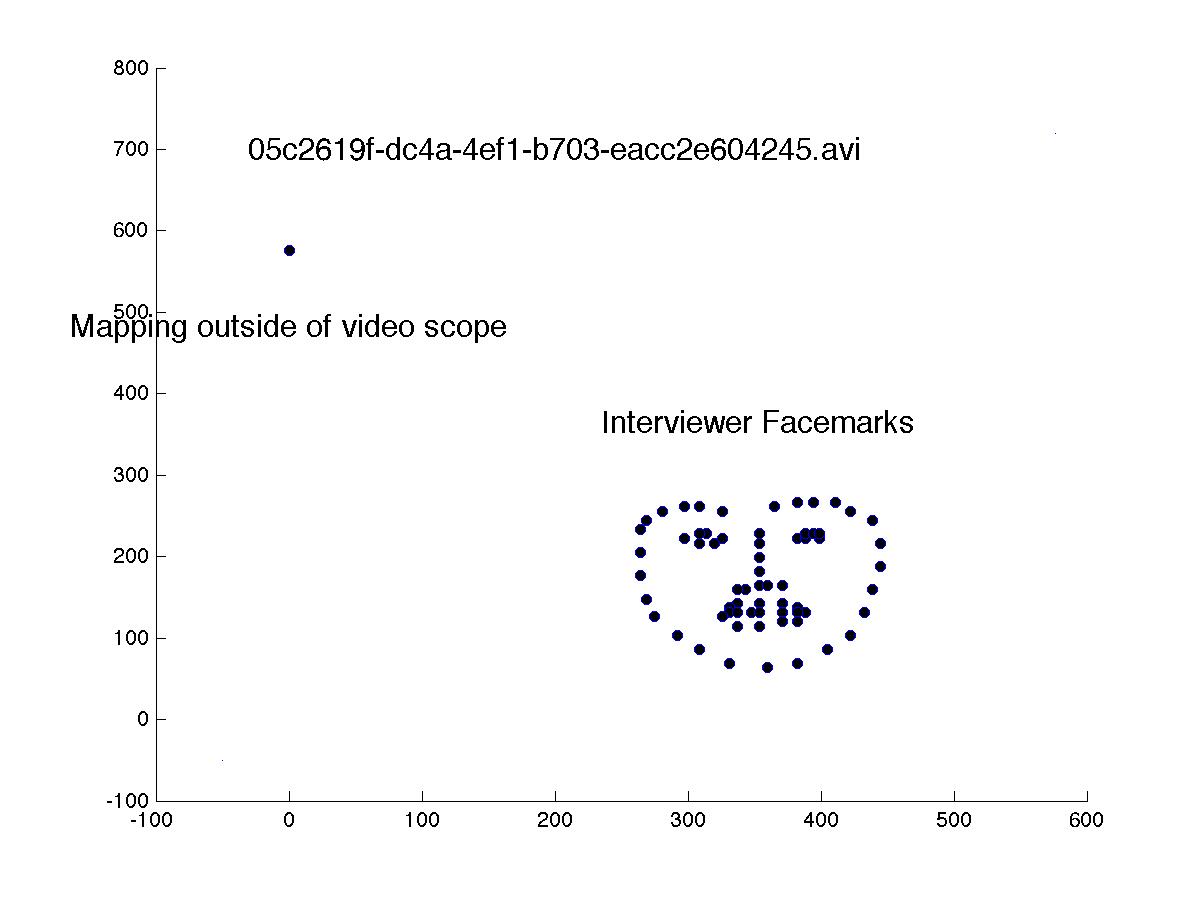 800
700
05c2619f-dc4a-4ef1-b703-eacc2e604245.avi
600
500
Mapping outside of video scope
400
Interviewer Facemarks
300
200
100
0
-100
-100 0 100 200 300 400 500 600